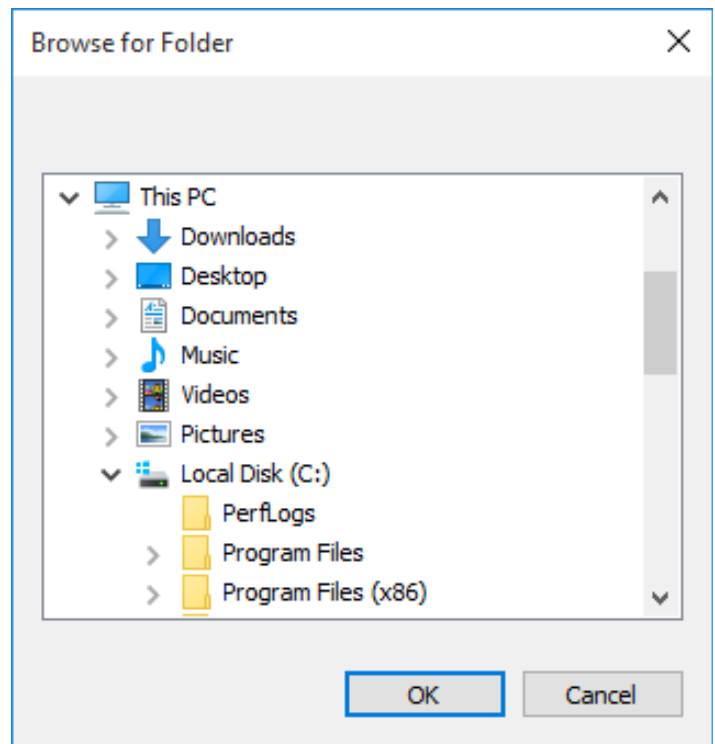 Browse for Folder
This PC
Downloads
Desktop
Documents
Music
Videos
Pictures
Local Disk (C:)
PerfLogs
Program Files
Program Files (x86)
OK
Cancel